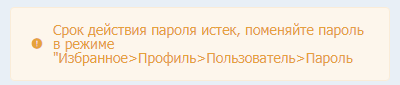 Срок действия пароля истек, поменяйте пароль
в режиме
"Избранное>Профиль>Пользователь>Пароль